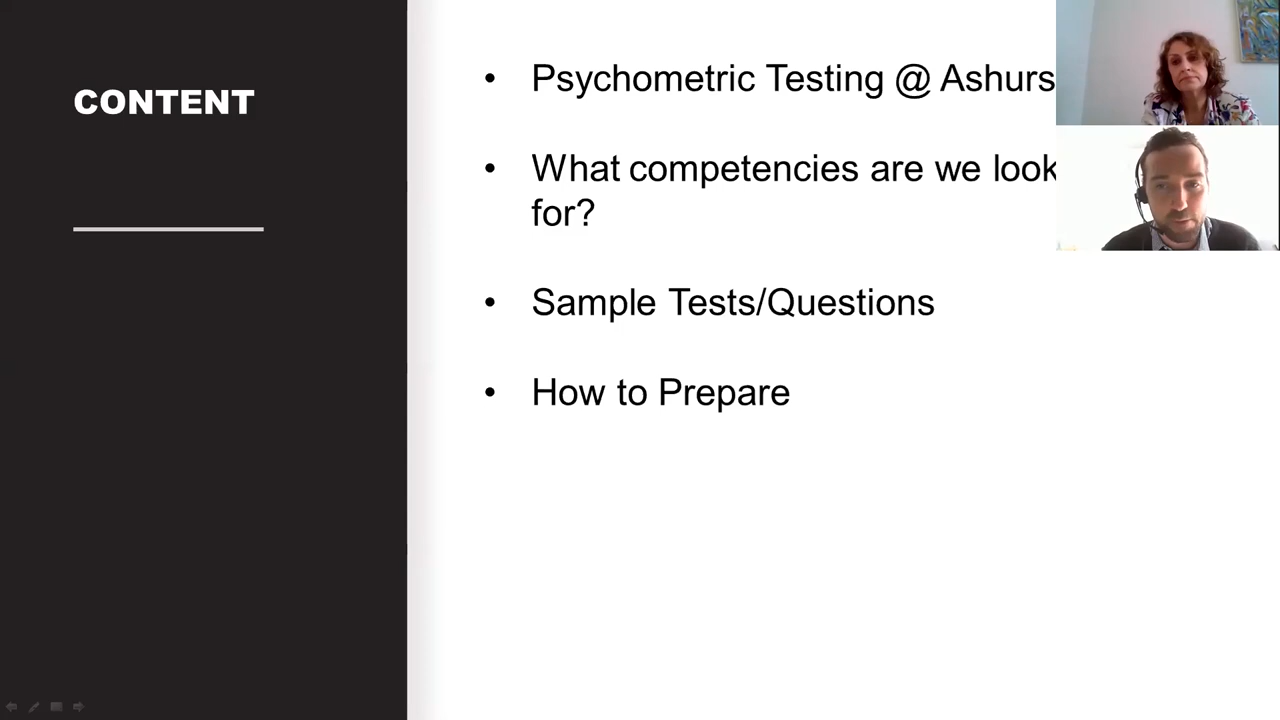 CONTENT
• Psychometric Testing @ Ashurs
• What competencies are we look
for?
• Sample Tests/Questions
• How to Prepare